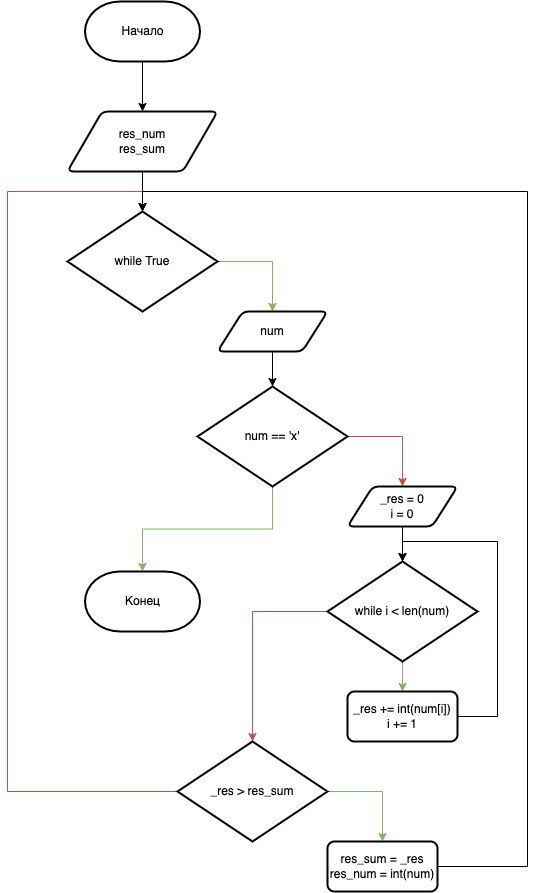 Начало
res_num
res_sum
while True
num
num == 'x'
_res = 0
i = 0
Конец
while i < len(num)
_res += int(num[i])
i += 1
_res > res_sum
res_sum = _res
res_num = int(num)